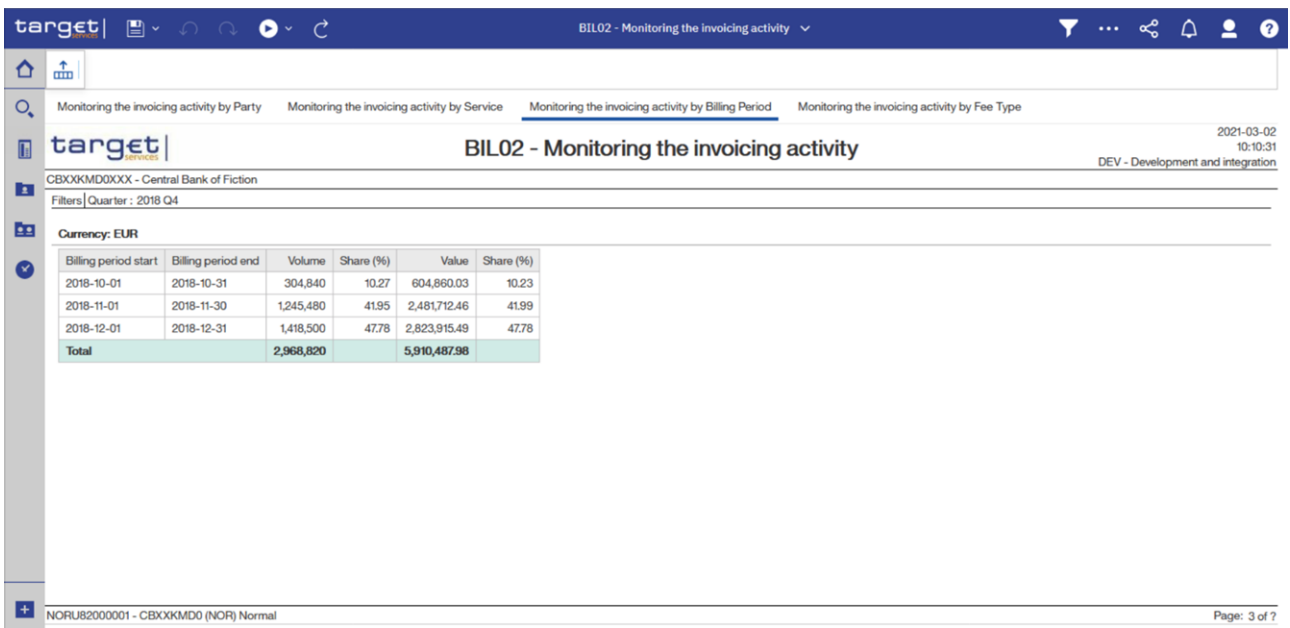 target| services BIL02 - Monitoring the invoicing activity
Monitoring the invoicing activity by Party Monitoring the invoicing activity by Service Monitoring the invoicing activity by Billing Period Monitoring the invoicing activity by Fee Type
target| services BIL02 - Monitoring the invoicing activity
2021-03-02
10:10:31
DEV - Development and integration
CBXXKMD0XXX - Central Bank of Fiction
Filters| Quarter : 2018 Q4
Currency: EUR
Billing period start Billing period end Volume Share (%) Value Share (%)
2018-10-01 2018-10-31 304,840 10.27 604,860.03 10.23
2018-11-01 2018-11-30 1,245,480 41.95 2,481,712.46 41.99
2018-12-01 2018-12-31 1,418,500 47.78 2,823,915.49 47.78
Total 2,968,820 5,910,487.98
NORU82000001 - CBXXKMD0 (NOR) Normal Page: 3 of ?